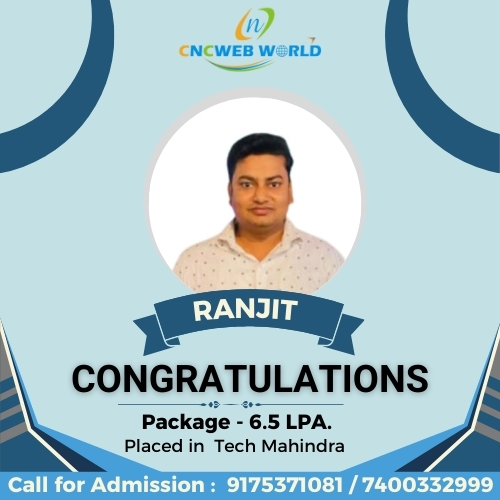 CNCWEB WORLD
RANJIT
CONGRATULATIONS
Package - 6.5 LPA.
Placed in Tech Mahindra
Call for Admission : 9175371081 / 7400332999